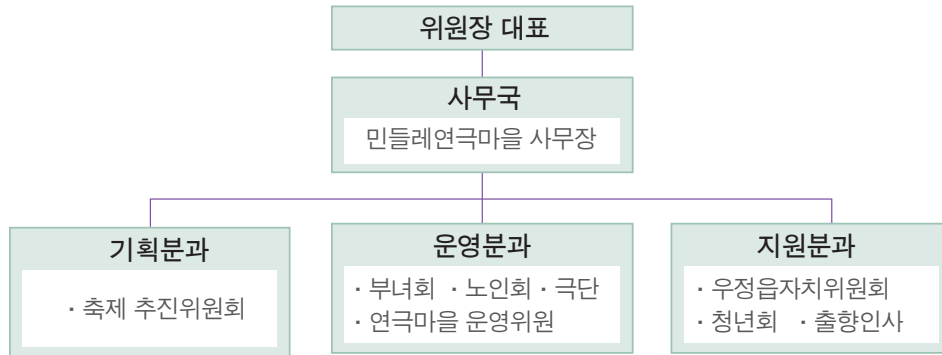 위원장 대표
사무국
민들레연극마을 사무장
기획분과
· 축제 추진위원회
운영분과
· 부녀회 · 노인회 · 극단
· 연극마을 운영위원
지원분과
· 우정읍자치위원회
· 청년회 · 출향인사